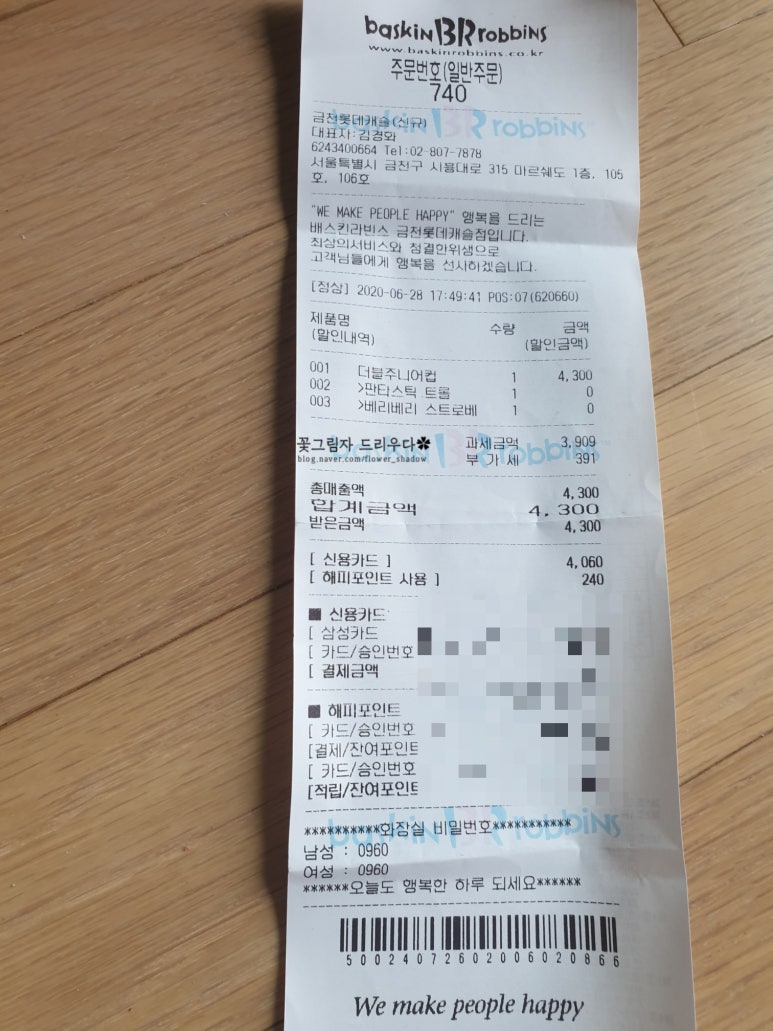 baskin BR robbins
www.baskinrobbins.co.kr
주문번호(일반주문)
740
금천롯데캐슬(신규)
대표자:김경화
6243400664 Tel:02-807-7878
서울특별시 금천구 시흥대로 315 마르쉐도 1층, 105
호, 106호
"WE MAKE PEOPLE HAPPY" 행복을 드리는
배스킨라빈스 금천롯데캐슬점입니다.
최상의서비스와 청결한위생으로
고객님들에게 행복을 선사하겠습니다.
[정상] 2020-06-28 17:49:41 POS:07(620660)
제품명 수량 금액
(할인내역) (할인금액)
001 더블주니어컵 1 4,300
002 >판타스틱 트롤 1 0
003 >베리베리 스트로베 1 0
꽃그림자 드리우다✿ 과세금액 3,909
blog.naver.com/flower_shadow 부 가 세 391
총매출액 4,300
합계금액 4,300
받은금액 4,300
[ 신용카드 ] 4,060
[ 해피포인트 사용 ] 240
■ 신용카드
[ 삼성카드
[ 카드/승인번호
[ 결제금액
■ 해피포인트
[ 카드/승인번호
[결제/잔여포인트
[ 카드/승인번호
[적립/잔여포인트
**********화장실 비밀번호***********
남성 : 0960
여성 : 0960
******오늘도 행복한 하루 되세요******
5002407260200602086​6
We make people happy